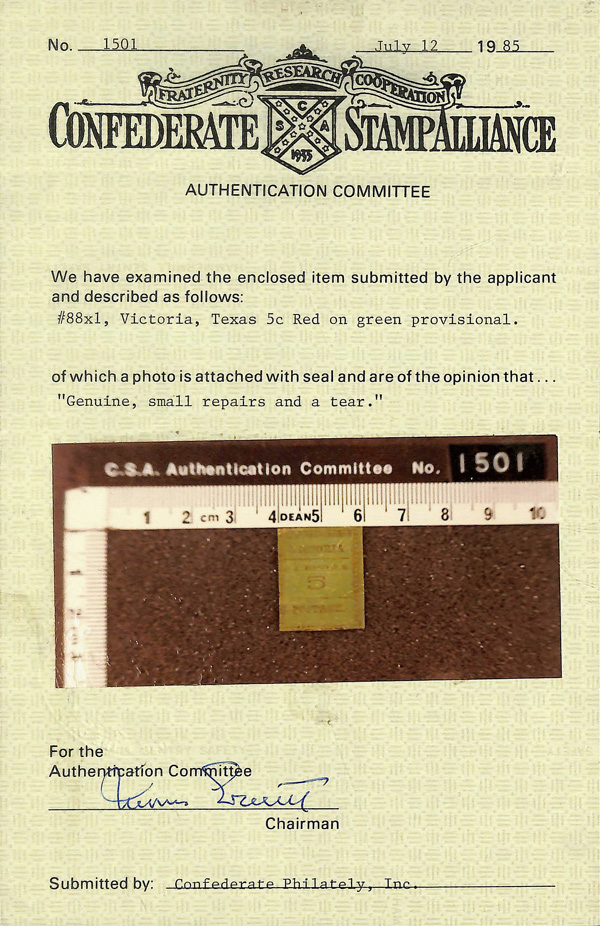 No. 1501 July 12 1985
FRATERNITY RESEARCH COOPERATION
CONFEDERATE STAMP ALLIANCE
C
S A
1935
AUTHENTICATION COMMITTEE
We have examined the enclosed item submitted by the applicant
and described as follows:
#88x1, Victoria, Texas 5c Red on green provisional.
of which a photo is attached with seal and are of the opinion that...
"Genuine, small repairs and a tear."
C.S.A. Authentication Committee No. 1501
1 2 cm 3 4 DEAN 5 6 7 8 9 10
1
2
5
POSTAGE
For the
Authentication Committee
Chairman
Submitted by: Confederate Philately, Inc.